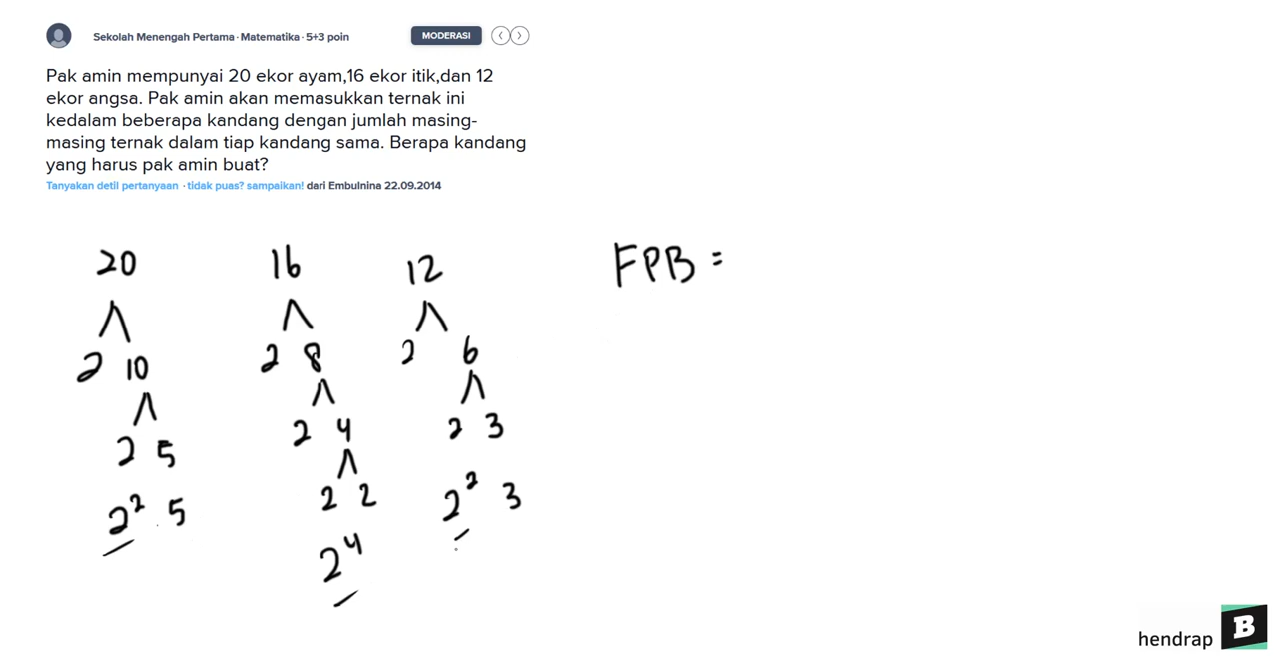 Sekolah Menengah Pertama · Matematika · 5+3 poin
MODERASI
Pak amin mempunyai 20 ekor ayam,16 ekor itik,dan 12
ekor angsa. Pak amin akan memasukkan ternak ini
kedalam beberapa kandang dengan jumlah masing-
masing ternak dalam tiap kandang sama. Berapa kandang
yang harus pak amin buat?
Tanyakan detil pertanyaan · tidak puas? sampaikan! dari Embulnina 22.09.2014
20 16 12 FPB =
2 10 2 8 2 6
2 5 2 4 2 3
2² 5 2 2 2² 3
2⁴
hendrap B